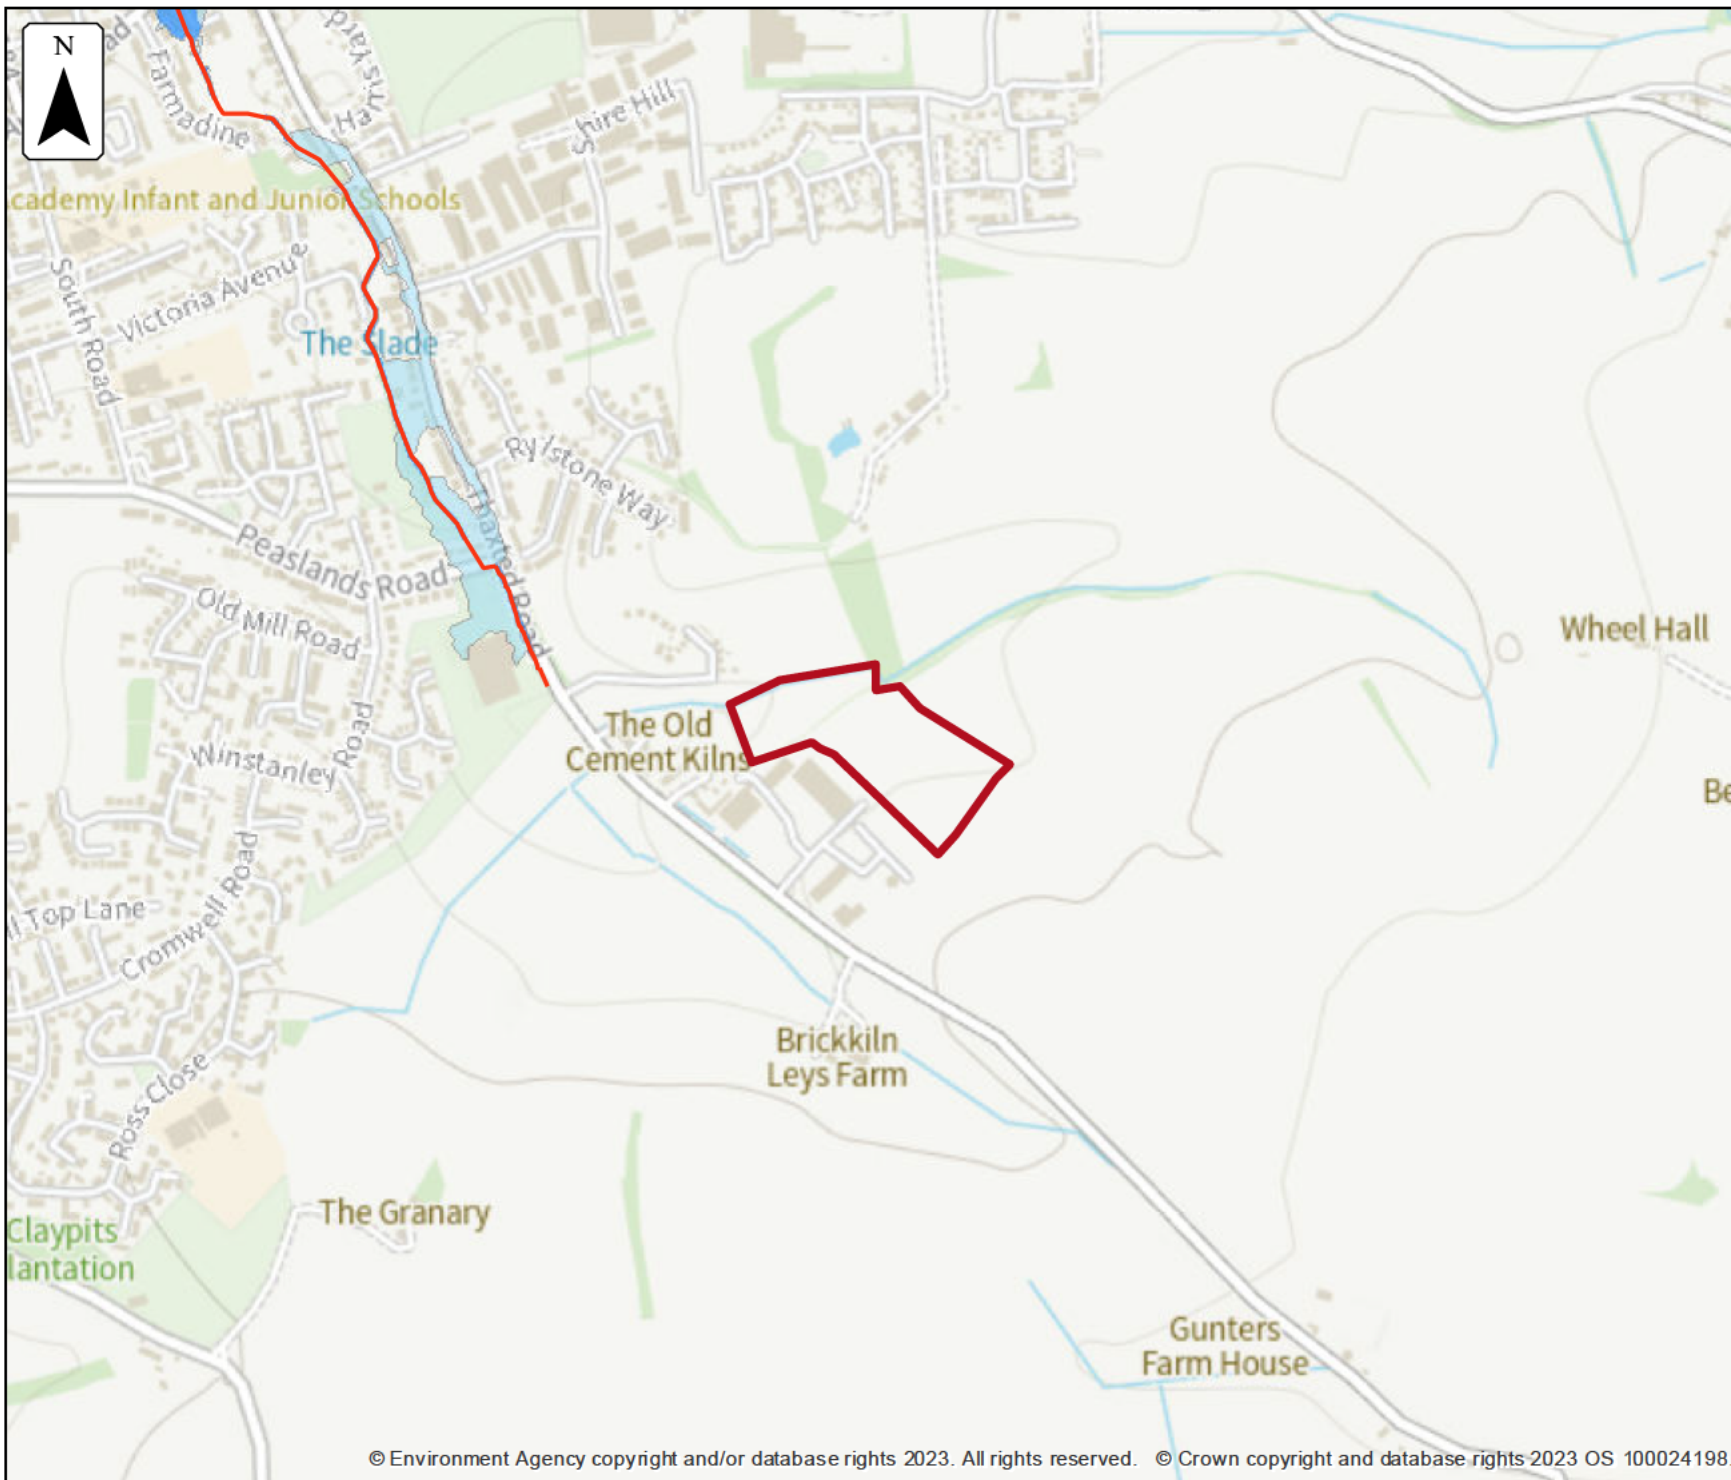 N
Farmadine
Shire Hill
cademy Infant and Junior Schools
South Road
Victoria Avenue
The Slade
Rylstone Way
Thaxted Road
Peaslands Road
Old Mill Road
Wheel Hall
The Old
Cement Kilns
Winstanley Road
Be
ll Top Lane
Cromwell Road
Brickkiln
Leys Farm
Ross Close
The Granary
Claypits
lantation
Gunters
Farm House
© Environment Agency copyright and/or database rights 2023. All rights reserved. © Crown copyright and database rights 2023 OS 100024198